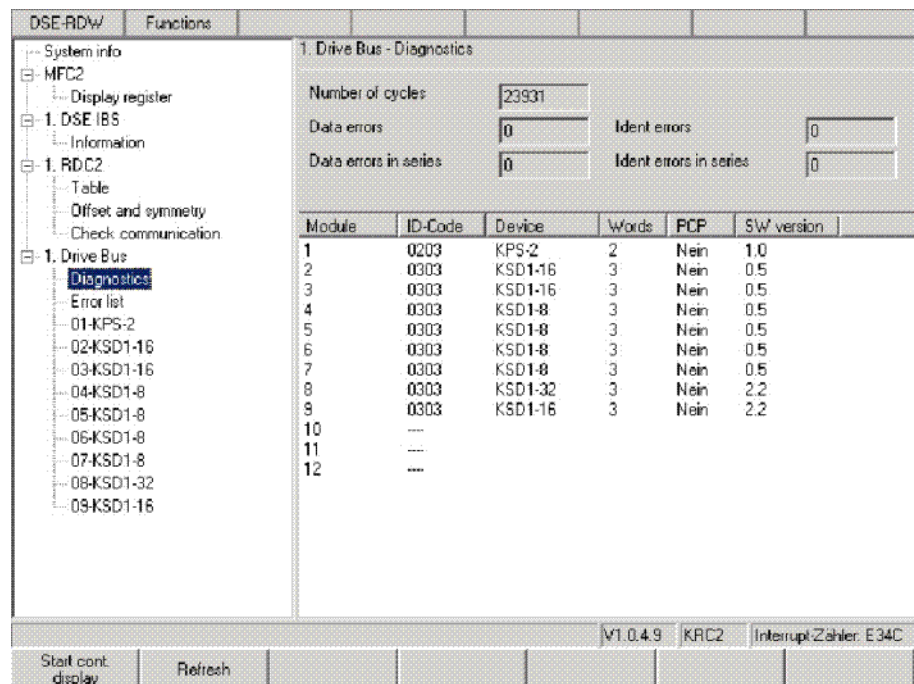 DSE-RDW Functions
System info
MFC2
Display register
1. DSE IBS
Information
1. RDC2
Table
Offset and symmetry
Check communication
1. Drive Bus
Diagnostics
Error list
01-KPS-2
02-KSD1-16
03-KSD1-16
04-KSD1-8
05-KSD1-8
06-KSD1-8
07-KSD1-8
08-KSD1-32
09-KSD1-16
1. Drive Bus - Diagnostics
Number of cycles 23931
Data errors 0 Ident errors 0
Data errors in series 0 Ident errors in series 0
Module ID-Code Device Words PCP SW version
1 0203 KPS-2 2 Nein 1.0
2 0303 KSD1-16 3 Nein 0.5
3 0303 KSD1-16 3 Nein 0.5
4 0303 KSD1-8 3 Nein 0.5
5 0303 KSD1-8 3 Nein 0.5
6 0303 KSD1-8 3 Nein 0.5
7 0303 KSD1-8 3 Nein 0.5
8 0303 KSD1-32 3 Nein 2.2
9 0303 KSD1-16 3 Nein 2.2
10 ----
11 ----
12 ----
V1.0.4.9 KRC2 Interrupt-Zähler: E34C
Start cont. display Refresh